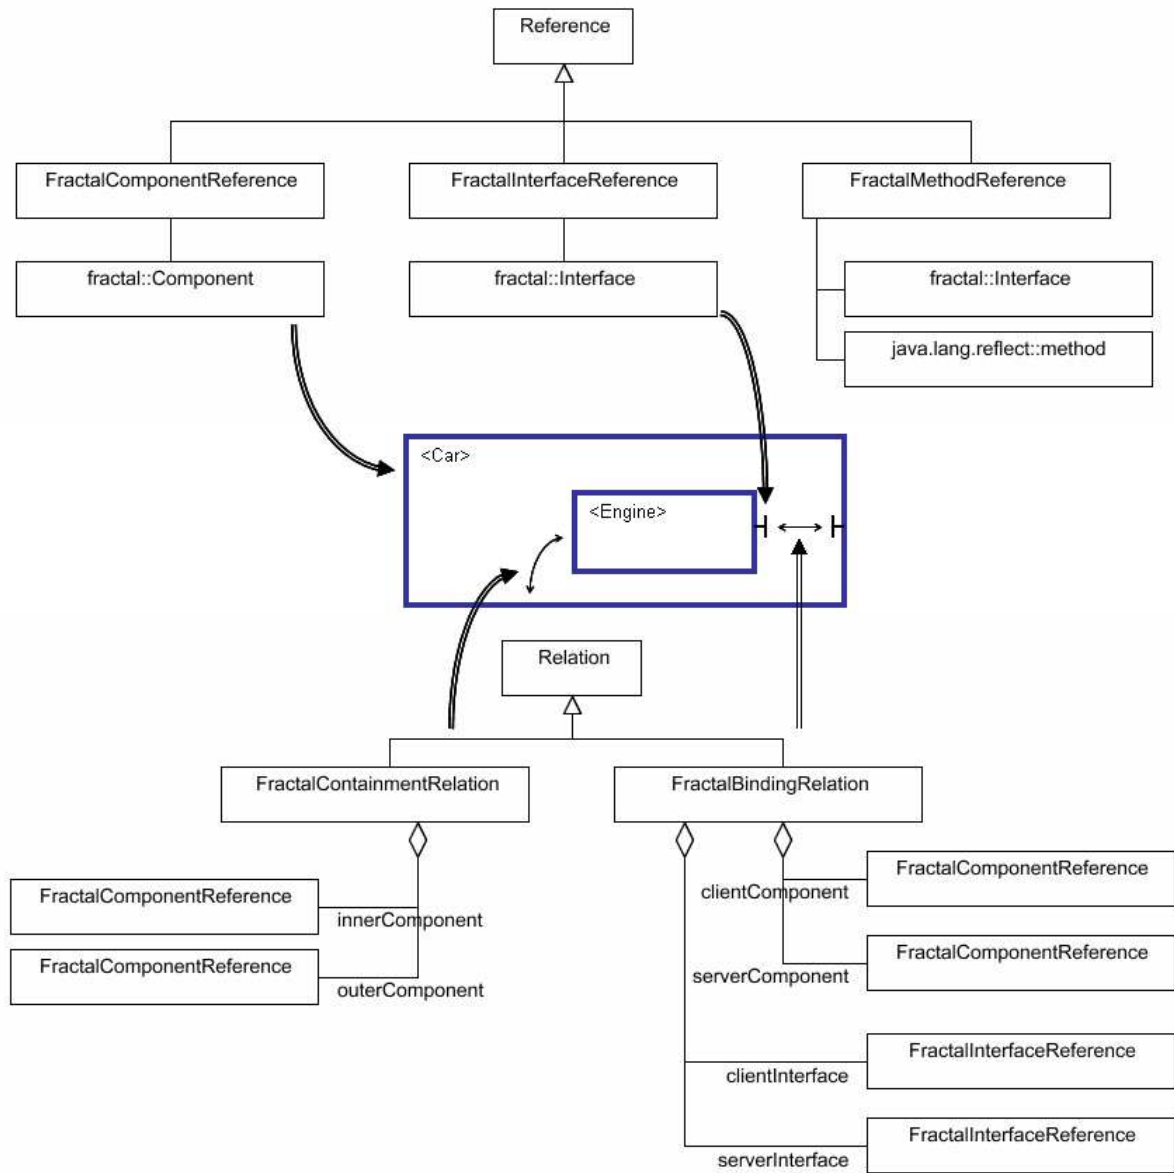 Reference
FractalComponentReference
FractalInterfaceReference
FractalMethodReference
fractal::Component
fractal::Interface
fractal::Interface
java.lang.reflect::method
<Car>
<Engine>
Relation
FractalContainmentRelation
FractalBindingRelation
FractalComponentReference
clientComponent
FractalComponentReference
innerComponent
FractalComponentReference
serverComponent
FractalComponentReference
outerComponent
FractalInterfaceReference
clientInterface
FractalInterfaceReference
serverInterface